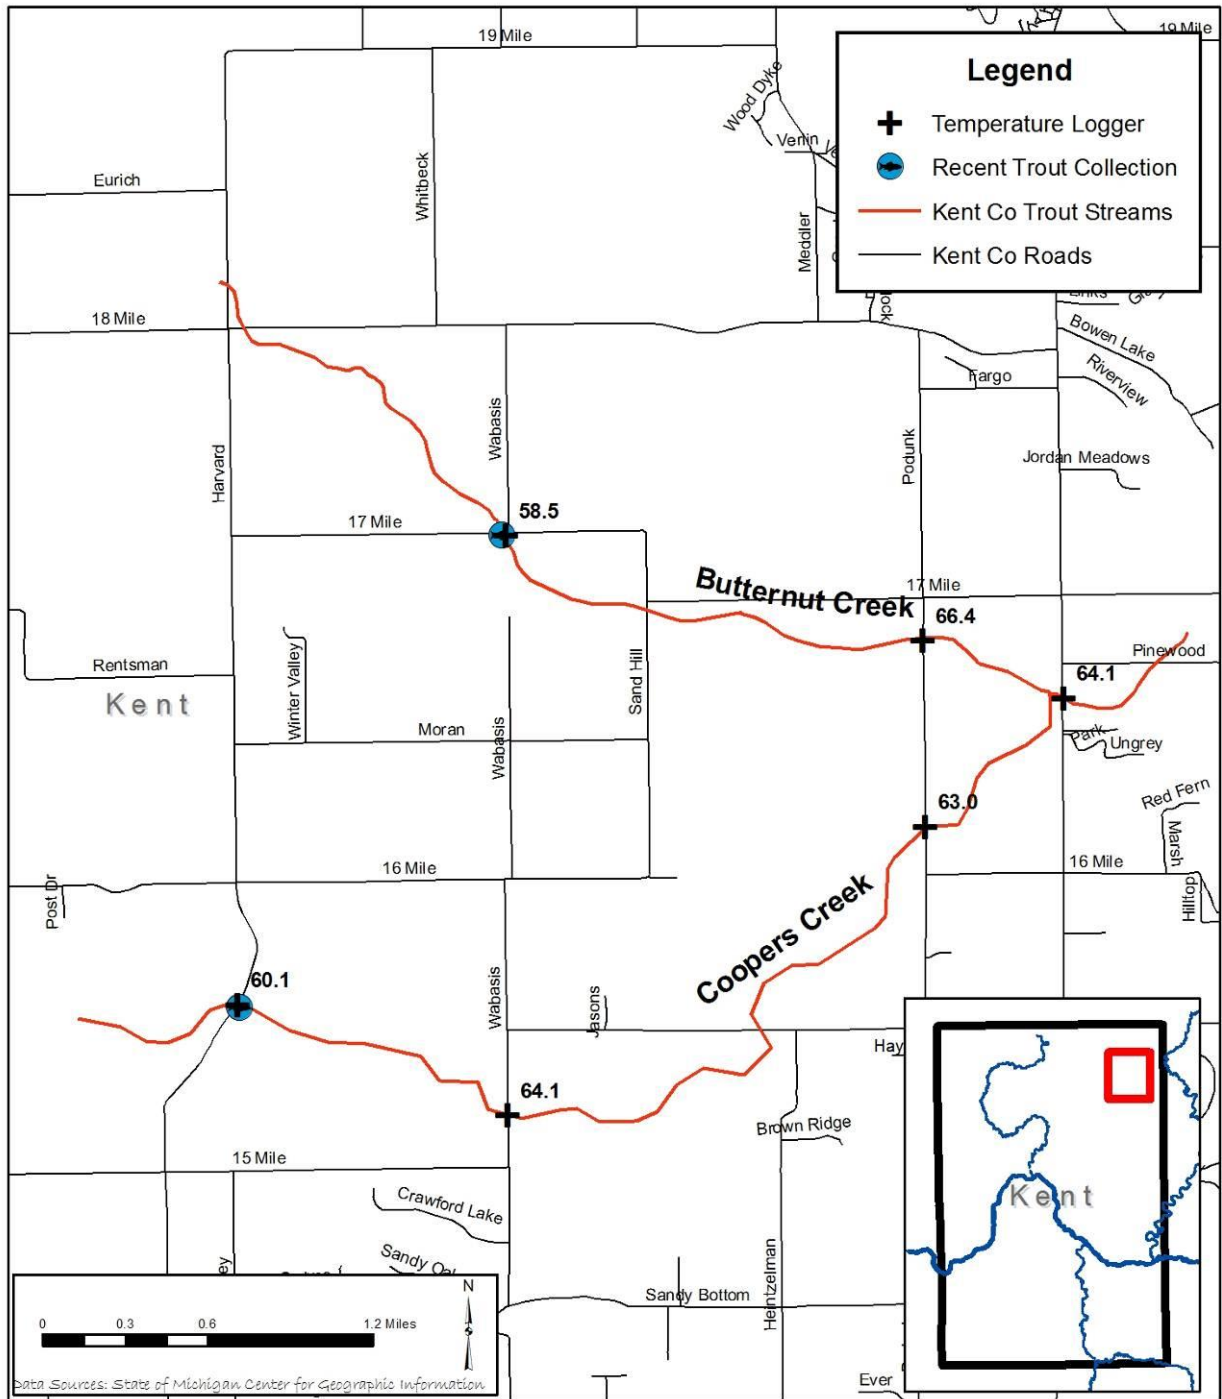 19 Mile
19 Mile
Legend
Temperature Logger
Recent Trout Collection
Kent Co Trout Streams
Kent Co Roads
Wood Dyke
Verlin
Eurich
Whitbeck
Meddler
18 Mile
Bowen Lake
Riverview
Fargo
Wabasis
Harvard
Podunk
Jordan Meadows
58.5
17 Mile
Butternut Creek
17 Mile
66.4
Rentsman
Kent
Winter Valley
Sand Hill
Pinewood
64.1
Moran
Wabasis
Park
Ungrey
63.0
Red Fern
Marsh
16 Mile
16 Mile
Post Dr
Hilltop
Coopers Creek
60.1
Wabasis
Jasons
Hay
64.1
Brown Ridge
15 Mile
Crawford Lake
Kent
Sandy Oa
ey
Sandy Bottom
Heintzelman
N
0 0.3 0.6 1.2 Miles
Data Sources: State of Michigan Center for Geographic Information
Ever